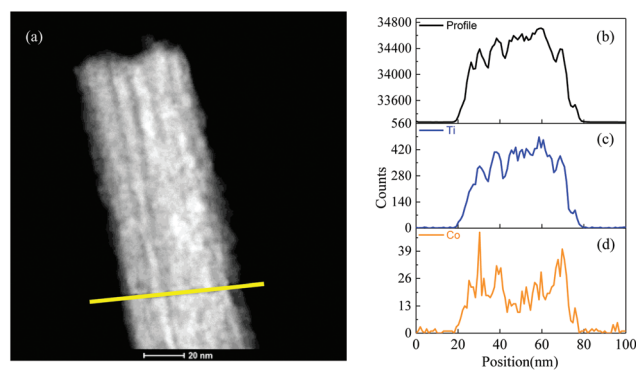 (a)
20 nm
Profile
(b)
34800
34400
34000
33600
560
Ti
(c)
420
280
140
0
Counts
Co
(d)
39
26
13
0
0 20 40 60 80 100
Position(nm)